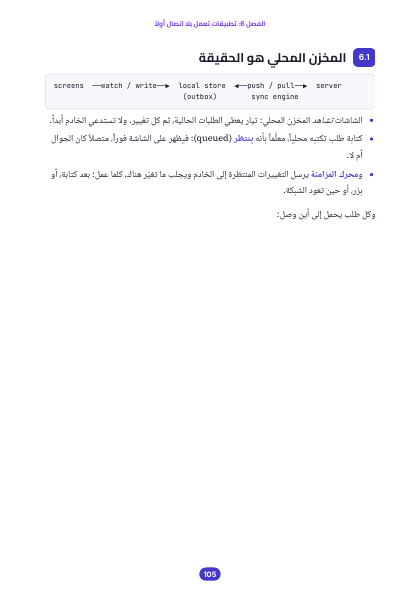 الفصل 6: تطبيقات تعمل بلا اتصال أولاً
6.1 المخزن المحلي هو الحقيقة
screens ──watch / write──▶ local store ◀──push / pull──▶ server
(outbox) sync engine
• الشاشات تشاهد المخزن المحلي: تيار يعطي الطلبات الحالية، ثم كل تغيير. ولا تستدعي الخادم أبداً.
• كتابة طلب تكتبه محلياً، معلَّماً بأنه ينتظر (queued): فيظهر على الشاشة فوراً، متصلاً كان الجوال
أم لا.
• ومحرك المزامنة يرسل التغييرات المنتظرة إلى الخادم ويجلب ما تغيّر هناك، كلما عمل: بعد كتابة، أو
بزر، أو حين تعود الشبكة.
وكل طلب يحمل إلى أين وصل:
105